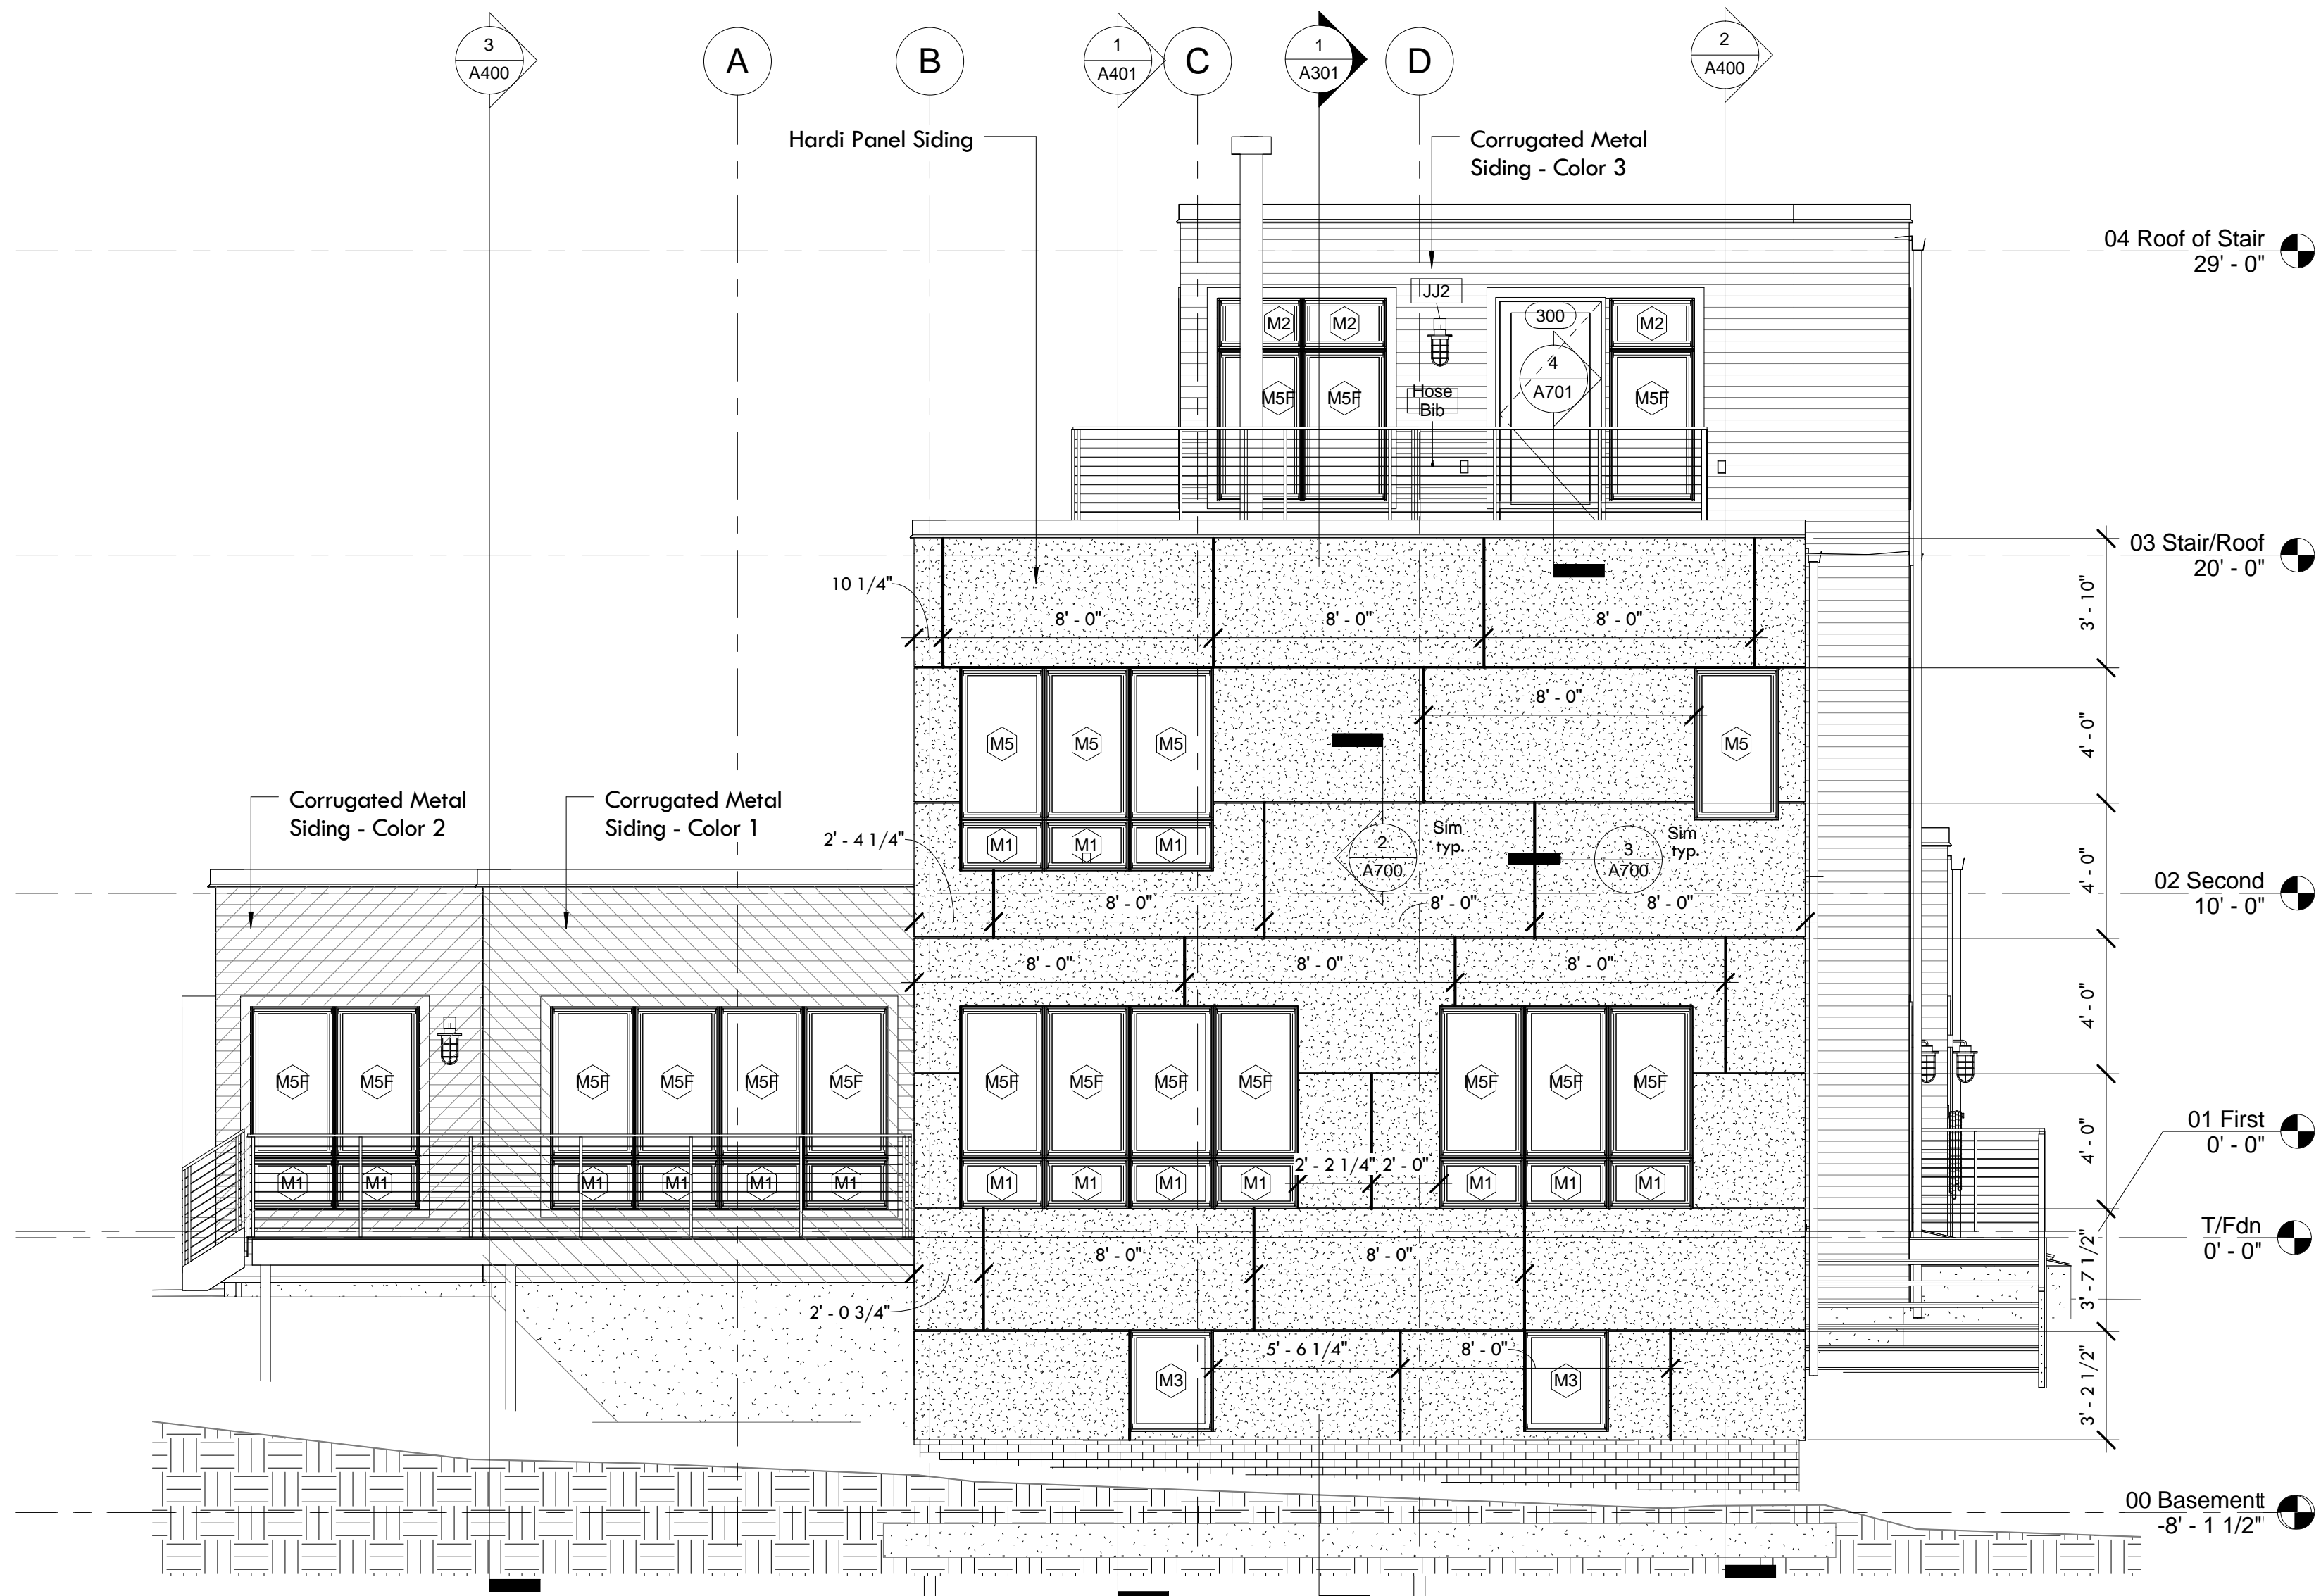 3
A400
A
B
1
A401
C
1
A301
D
2
A400
Hardi Panel Siding
Corrugated Metal
Siding - Color 3
04 Roof of Stair
29' - 0"
JJ2
300
M2
M2
M2
4
A701
M5F
M5F
Hose
Bib
M5F
03 Stair/Roof
20' - 0"
10 1/4"
8' - 0"
8' - 0"
8' - 0"
3' - 10"
8' - 0"
M5
M5
M5
M5
4' - 0"
Corrugated Metal
Siding - Color 2
Corrugated Metal
Siding - Color 1
2' - 4 1/4"
M1
M1
M1
2
A700
Sim
typ.
3
A700
Sim
typ.
4' - 0"
02 Second
10' - 0"
8' - 0"
8' - 0"
8' - 0"
8' - 0"
8' - 0"
8' - 0"
4' - 0"
M5F
M5F
M5F
M5F
M5F
M5F
M5F
M5F
M5F
M5F
M5F
M5F
M5F
4' - 0"
01 First
0' - 0"
M1
M1
M1
M1
M1
M1
M1
M1
M1
M1
2' - 2 1/4"
2' - 0"
M1
M1
M1
T/Fdn
0' - 0"
8' - 0"
8' - 0"
3' - 7 1/2"
2' - 0 3/4"
5' - 6 1/4"
8' - 0"
M3
M3
3' - 2 1/2"
00 Basement
-8' - 1 1/2"